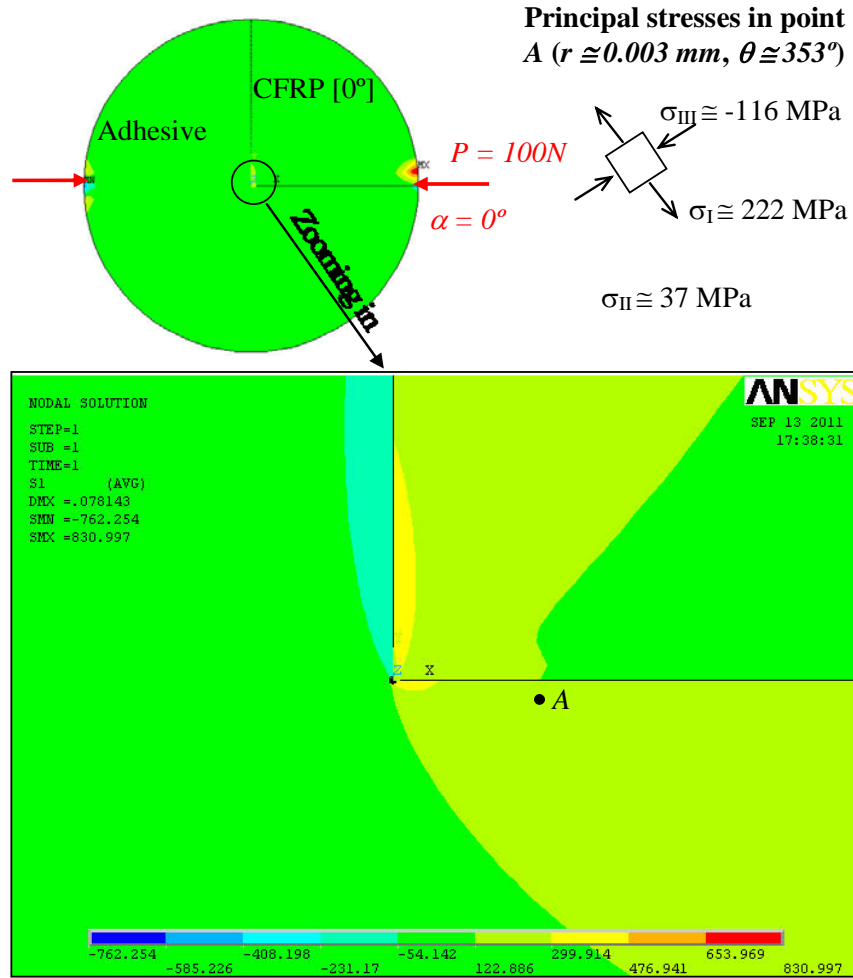 Principal stresses in point
A (r ≅0.003 mm, θ ≅353º)
CFRP [0º]
Adhesive
σIII ≅ -116 MPa
P = 100N
MX
MN
X
α = 0º
σI ≅ 222 MPa
Zooming in
σII ≅ 37 MPa
NODAL SOLUTION
STEP=1
SUB =1
TIME=1
S1 (AVG)
DMX =.078143
SMN =-762.254
SMX =830.997
ANSYS
SEP 13 2011
17:38:31
Z X
A
-762.254 -408.198 -54.142 299.914 653.969
-585.226 -231.17 122.886 476.941 830.997